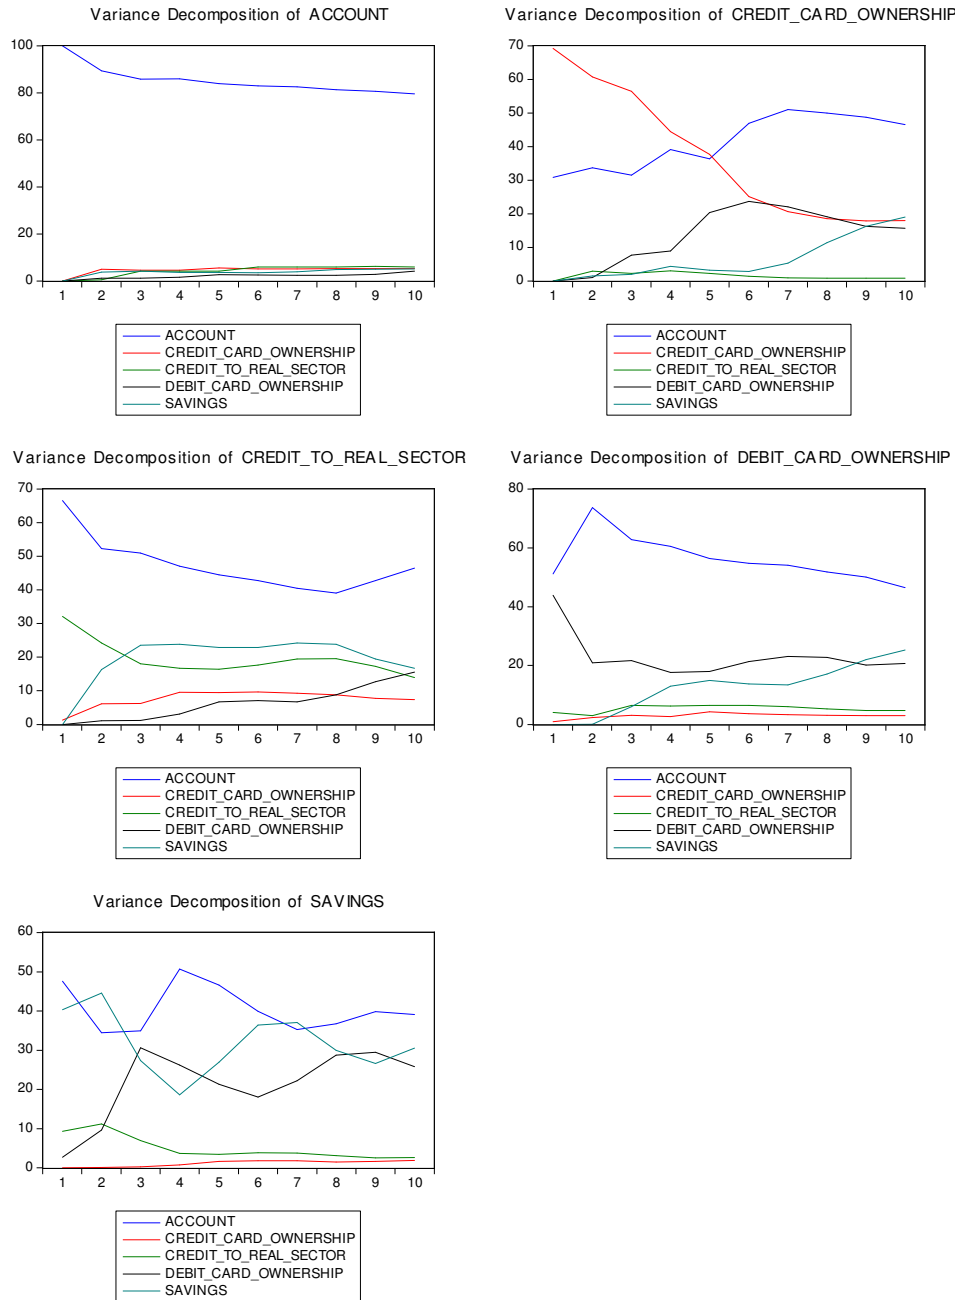 Variance Decomposition of ACCOUNT
100
80
60
40
20
0
1 2 3 4 5 6 7 8 9 10
ACCOUNT
CREDIT_CARD_OWNERSHIP
CREDIT_TO_REAL_SECTOR
DEBIT_CARD_OWNERSHIP
SAVINGS
Variance Decomposition of CREDIT_CARD_OWNERSHIP
70
60
50
40
30
20
10
0
1 2 3 4 5 6 7 8 9 10
ACCOUNT
CREDIT_CARD_OWNERSHIP
CREDIT_TO_REAL_SECTOR
DEBIT_CARD_OWNERSHIP
SAVINGS
Variance Decomposition of CREDIT_TO_REAL_SECTOR
70
60
50
40
30
20
10
0
1 2 3 4 5 6 7 8 9 10
ACCOUNT
CREDIT_CARD_OWNERSHIP
CREDIT_TO_REAL_SECTOR
DEBIT_CARD_OWNERSHIP
SAVINGS
Variance Decomposition of DEBIT_CARD_OWNERSHIP
80
60
40
20
0
1 2 3 4 5 6 7 8 9 10
ACCOUNT
CREDIT_CARD_OWNERSHIP
CREDIT_TO_REAL_SECTOR
DEBIT_CARD_OWNERSHIP
SAVINGS
Variance Decomposition of SAVINGS
60
50
40
30
20
10
0
1 2 3 4 5 6 7 8 9 10
ACCOUNT
CREDIT_CARD_OWNERSHIP
CREDIT_TO_REAL_SECTOR
DEBIT_CARD_OWNERSHIP
SAVINGS